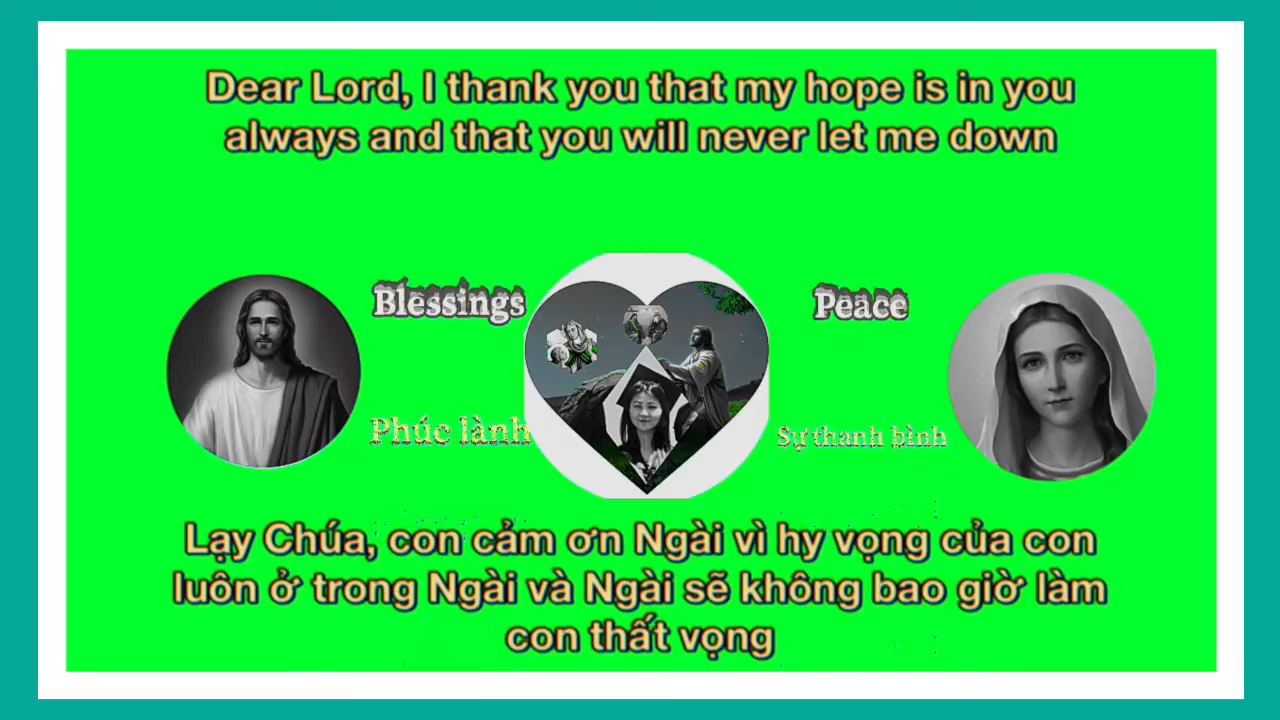 Dear Lord, I thank you that my hope is in you
always and that you will never let me down
Blessings
Peace
Phúc lành
Sự thanh bình
Lạy Chúa, con cảm ơn Ngài vì hy vọng của con
luôn ở trong Ngài và Ngài sẽ không bao giờ làm
con thất vọng